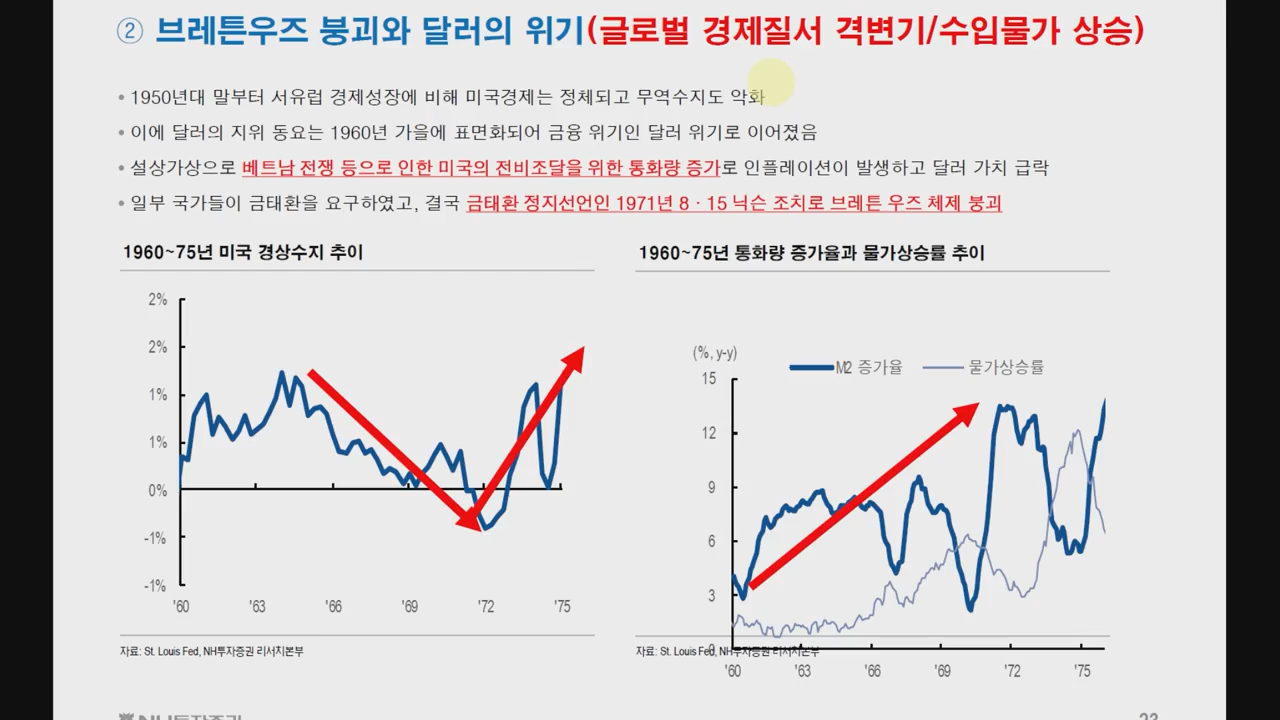 ② 브레튼우즈 붕괴와 달러의 위기(글로벌 경제질서 격변기/수입물가 상승)
• 1950년대 말부터 서유럽 경제성장에 비해 미국경제는 정체되고 무역수지도 악화
• 이에 달러의 지위 동요는 1960년 가을에 표면화되어 금융 위기인 달러 위기로 이어졌음
• 설상가상으로 베트남 전쟁 등으로 인한 미국의 전비조달을 위한 통화량 증가로 인플레이션이 발생하고 달러 가치 급락
• 일부 국가들이 금태환을 요구하였고, 결국 금태환 정지선언인 1971년 8 · 15 닉슨 조치로 브레튼 우즈 체제 붕괴
1960~75년 미국 경상수지 추이
2%
2%
1%
1%
0%
-1%
-1%
'60 '63 '66 '69 '72 '75
자료: St. Louis Fed, NH투자증권 리서치본부
1960~75년 통화량 증가율과 물가상승률 추이
(%, y-y)
M2 증가율 물가상승률
15
12
9
6
3
0
'60 '63 '66 '69 '72 '75
자료: St. Louis Fed, NH투자증권 리서치본부
NH투자증권
23